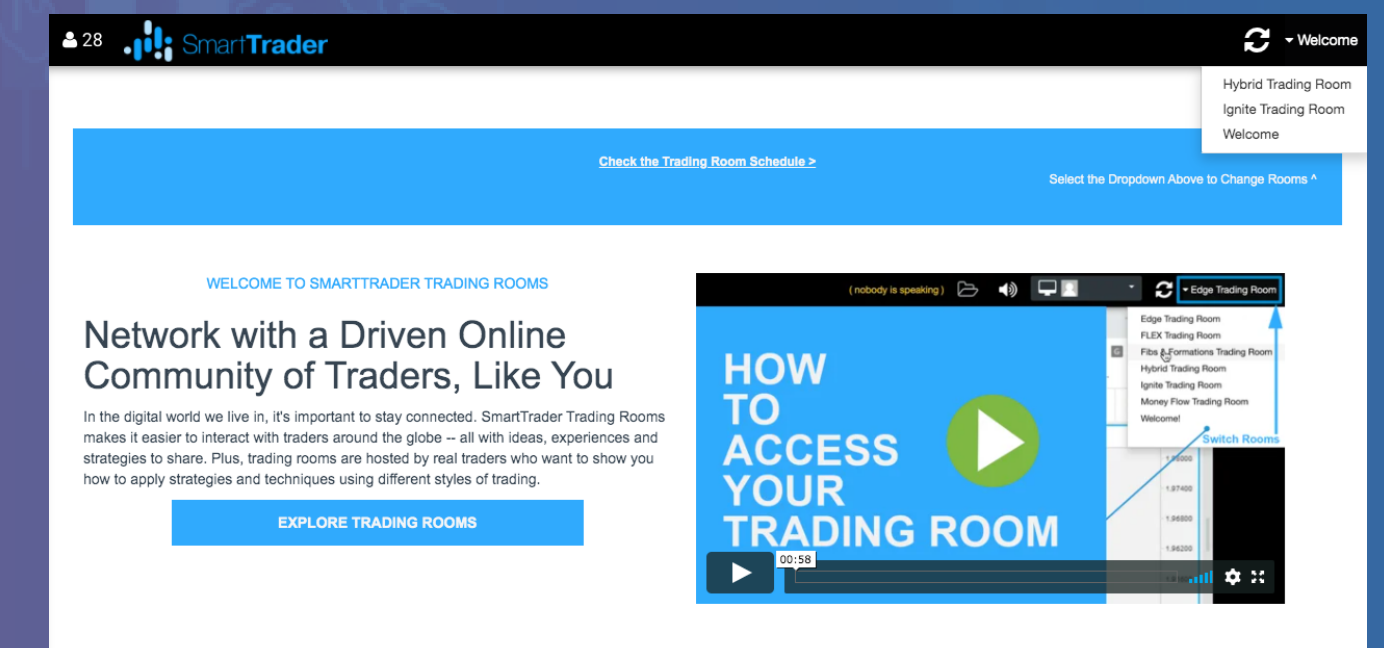 28
SmartTrader
Welcome
Hybrid Trading Room
Ignite Trading Room
Welcome
Check the Trading Room Schedule >
Select the Dropdown Above to Change Rooms ^
WELCOME TO SMARTTRADER TRADING ROOMS
Network with a Driven Online
Community of Traders, Like You
In the digital world we live in, it's important to stay connected. SmartTrader Trading Rooms
makes it easier to interact with traders around the globe -- all with ideas, experiences and
strategies to share. Plus, trading rooms are hosted by real traders who want to show you
how to apply strategies and techniques using different styles of trading.
EXPLORE TRADING ROOMS
( nobody is speaking )
Edge Trading Room
Edge Trading Room
FLEX Trading Room
Fibs & Formations Trading Room
Hybrid Trading Room
Ignite Trading Room
Money Flow Trading Room
Welcome!
Switch Rooms
HOW
TO
ACCESS
YOUR
TRADING ROOM
1.87400
1.96800
1.96200
00:58